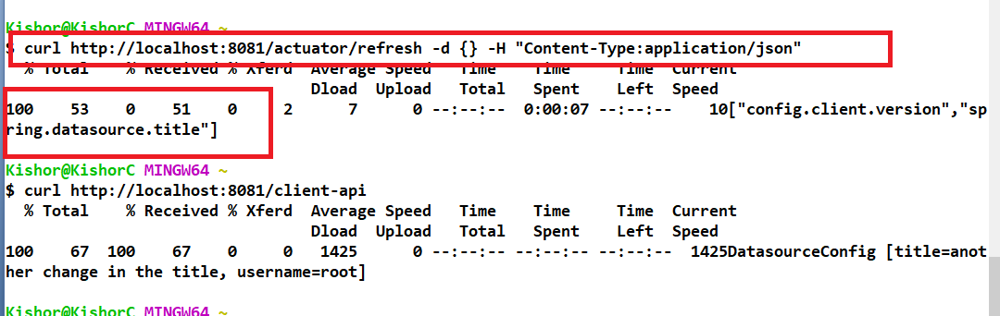 Kishor@KishorC MINGW64 ~
$ curl http://localhost:8081/actuator/refresh -d {} -H "Content-Type:application/json"
  % Total    % Received % Xferd  Average Speed   Time    Time     Time  Current
                                 Dload  Upload   Total   Spent    Left  Speed
100    53    0    51    0     2      7      0 --:--:--  0:00:07 --:--:--    10["config.client.version","sp
ring.datasource.title"]
Kishor@KishorC MINGW64 ~
$ curl http://localhost:8081/client-api
  % Total    % Received % Xferd  Average Speed   Time    Time     Time  Current
                                 Dload  Upload   Total   Spent    Left  Speed
100    67  100    67    0     0   1425      0 --:--:-- --:--:-- --:--:--  1425DatasourceConfig [title=anot
her change in the title, username=root]
Kishor@KishorC MINGW64 ~